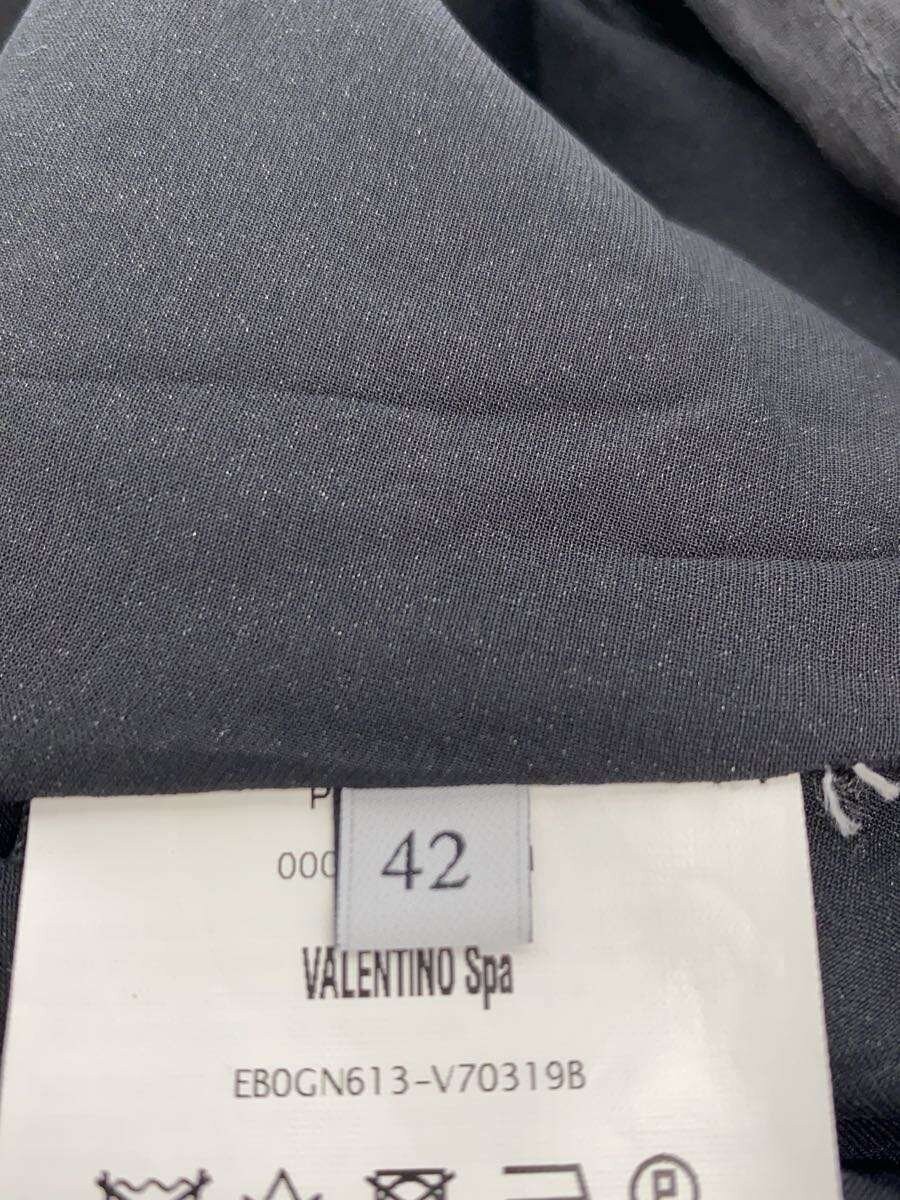 42
VALENTINO Spa
EB0GN613-V70319B
P